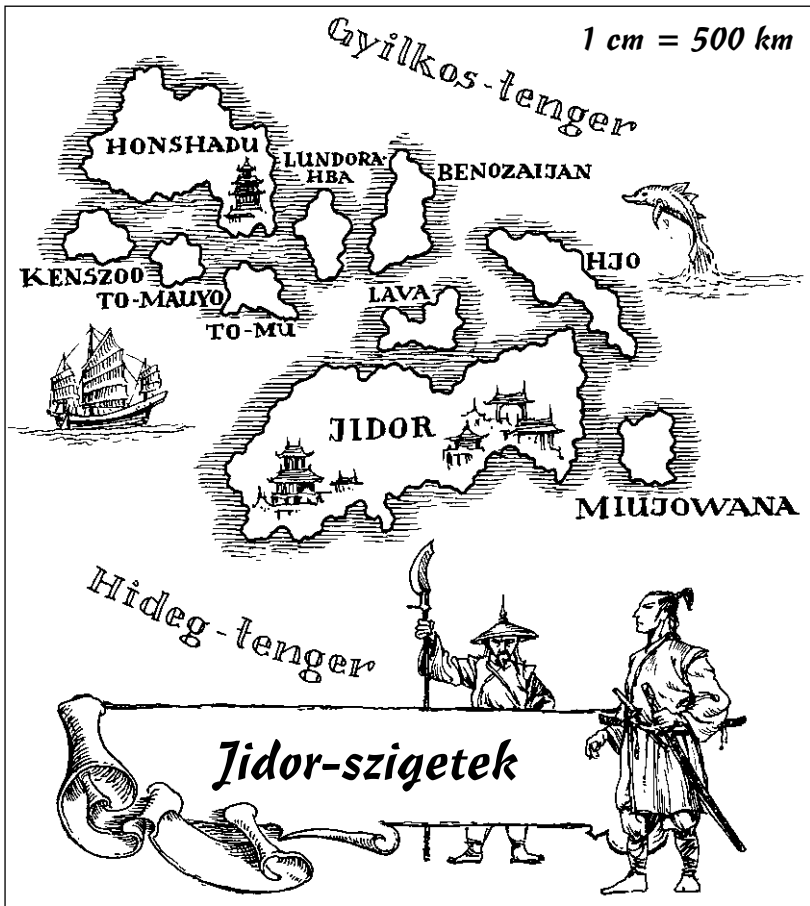 Gyilkos-tenger
1 cm = 500 km
HONSHADU
LUNDORA-
HBA
BENOZAIJAN
KENSZOO
TO-MAUYO
TO-MU
LAVA
HJO
JIDOR
MIUJOWANA
Hideg-tenger
Jidor-szigetek